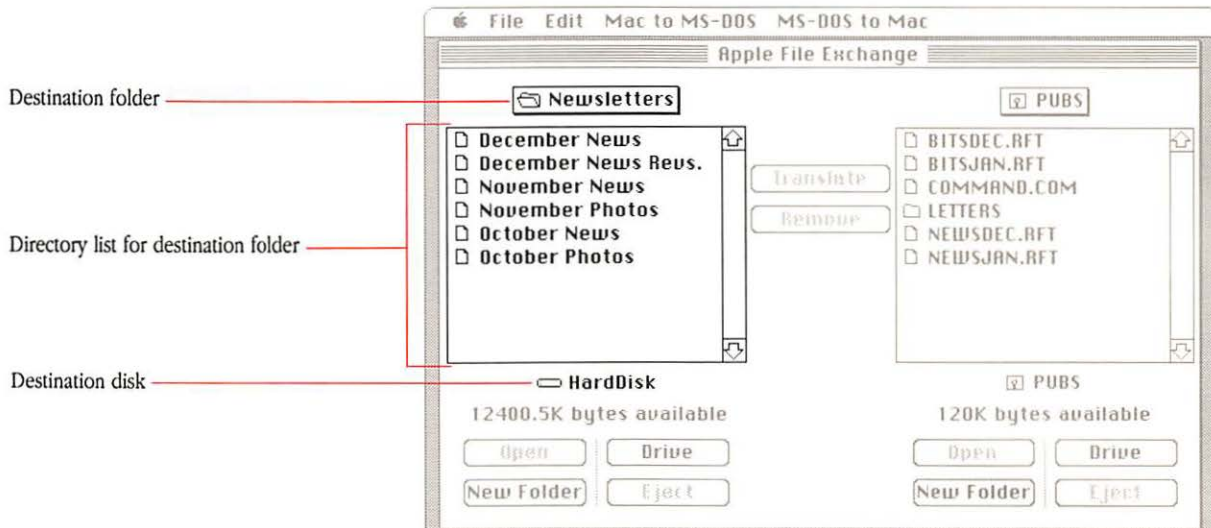 File Edit Mac to MS-DOS MS-DOS to Mac
Apple File Exchange
Destination folder
Newsletters
PUBS
Directory list for destination folder
December News
December News Revs.
November News
November Photos
October News
October Photos
Translate
Remove
BITSDEC.RFT
BITSJAN.RFT
COMMAND.COM
LETTERS
NEWSDEC.RFT
NEWSJAN.RFT
Destination disk
HardDisk
PUBS
12400.5K bytes available
120K bytes available
Open Drive
New Folder Eject
Open Drive
New Folder Eject